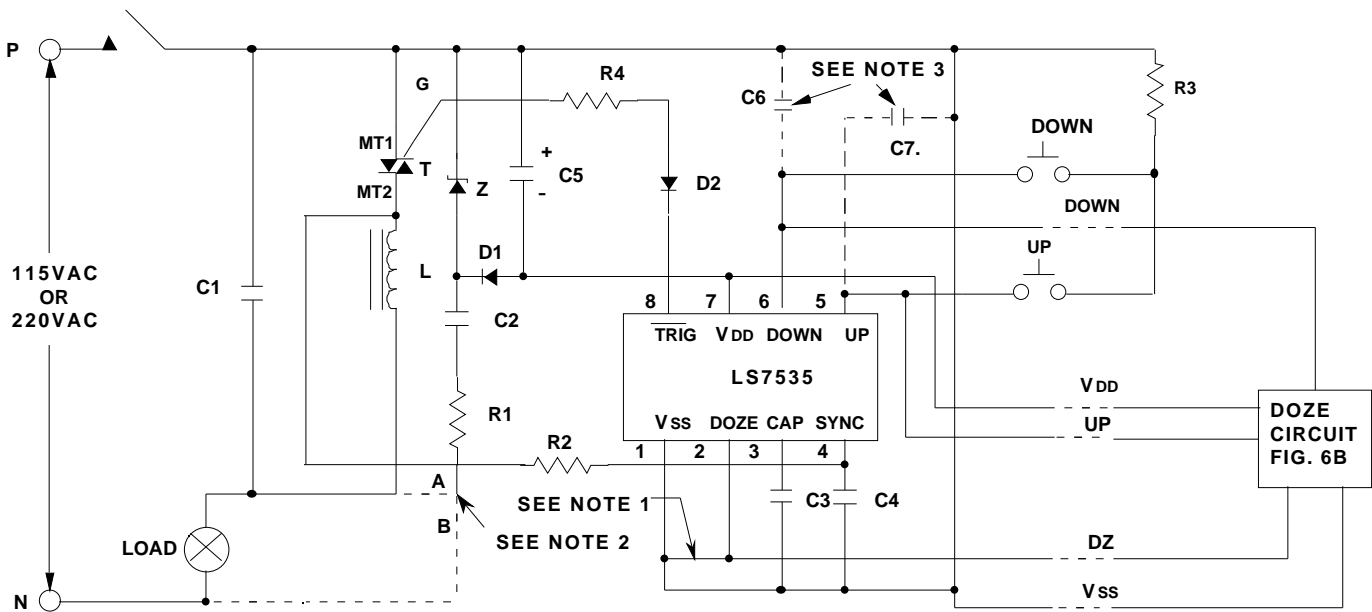 P
G
R4
SEE NOTE 3
C6
R3
MT1
T
MT2
Z
+
C5
-
D2
C7.
DOWN
DOWN
115VAC
OR
220VAC
C1
L
D1
C2
UP
8 7 6 5
TRIG VDD DOWN UP
LS7535
VSS DOZE CAP SYNC
1 2 3 4
R1
R2
VDD
UP
DOZE
CIRCUIT
FIG. 6B
A
B
SEE NOTE 1
C3
C4
SEE NOTE 2
LOAD
DZ
VSS
N